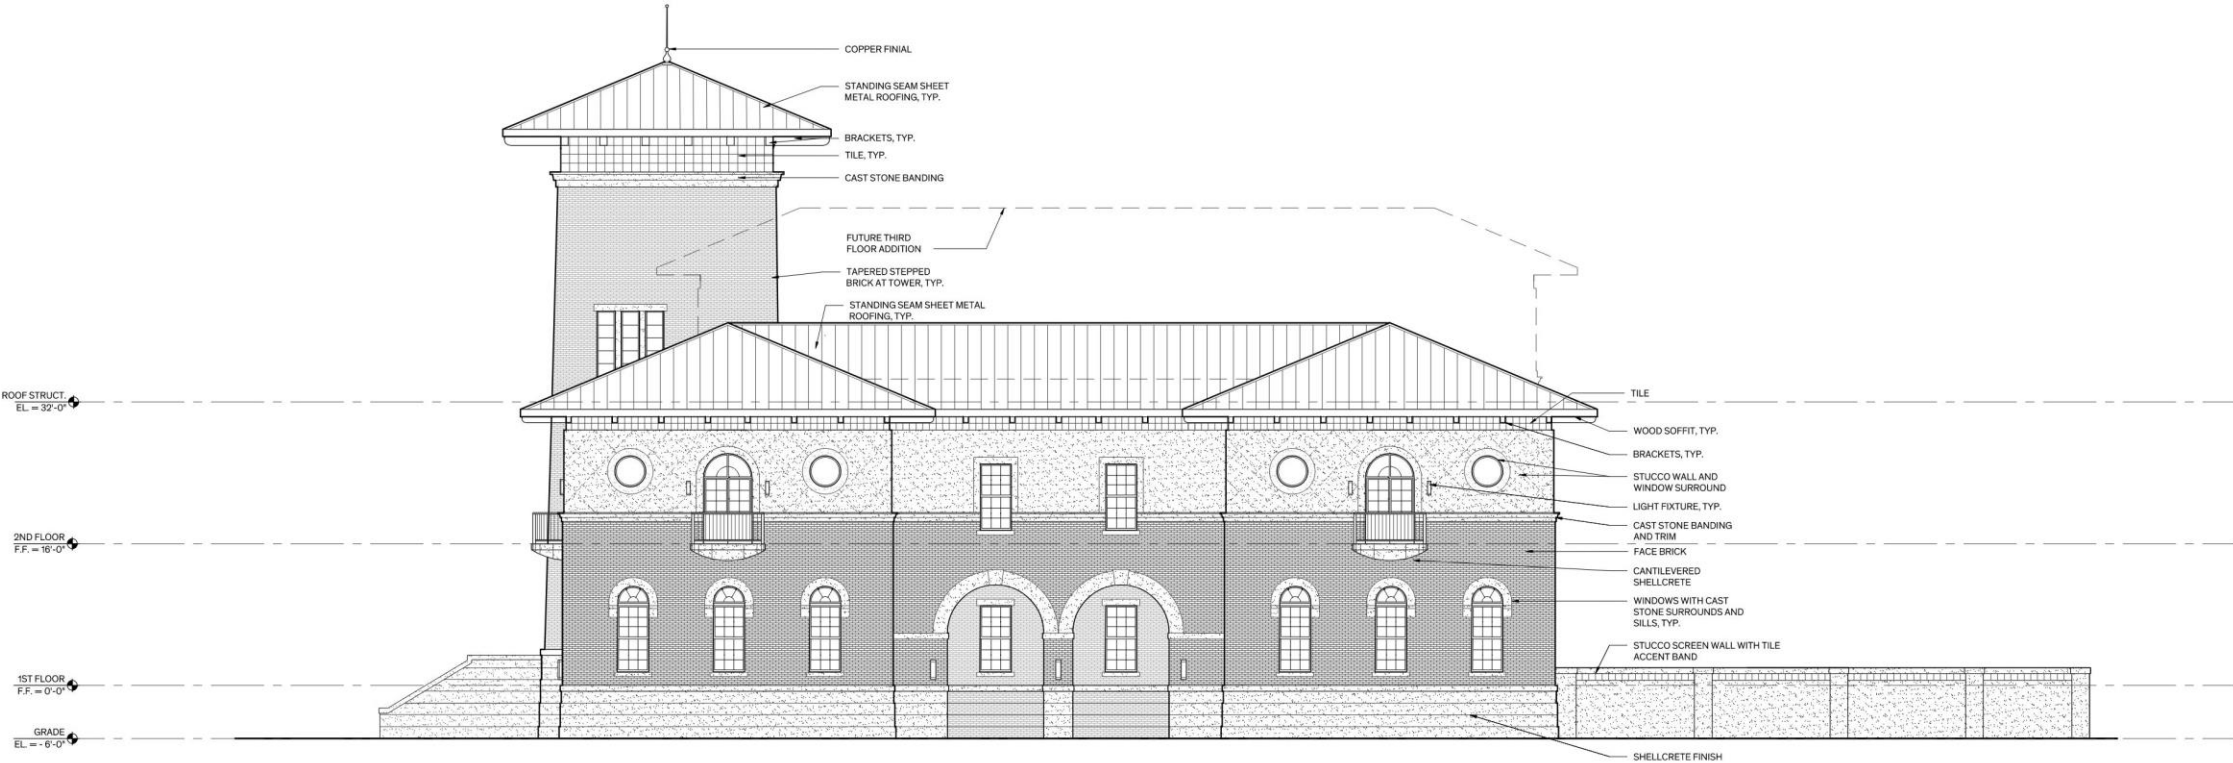 COPPER FINIAL
STANDING SEAM SHEET
METAL ROOFING, TYP.
BRACKETS, TYP.
TILE, TYP.
CAST STONE BANDING
FUTURE THIRD
FLOOR ADDITION
TAPERED STEPPED
BRICK AT TOWER, TYP.
STANDING SEAM SHEET METAL
ROOFING, TYP.
ROOF STRUCT.
EL. = 32'-0"
2ND FLOOR
F.F. = 16'-0"
1ST FLOOR
F.F. = 0'-0"
GRADE
EL. = - 6'-0"
TILE
WOOD SOFFIT, TYP.
BRACKETS, TYP.
STUCCO WALL AND
WINDOW SURROUND
LIGHT FIXTURE, TYP.
CAST STONE BANDING
AND TRIM
FACE BRICK
CANTILEVERED
SHELLCRETE
WINDOWS WITH CAST
STONE SURROUNDS AND
SILLS, TYP.
STUCCO SCREEN WALL WITH TILE
ACCENT BAND
SHELLCRETE FINISH